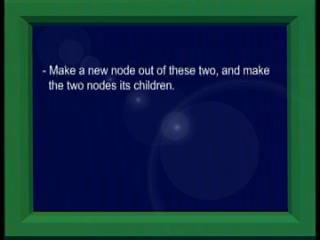 - Make a new node out of these two, and make
the two nodes its children.